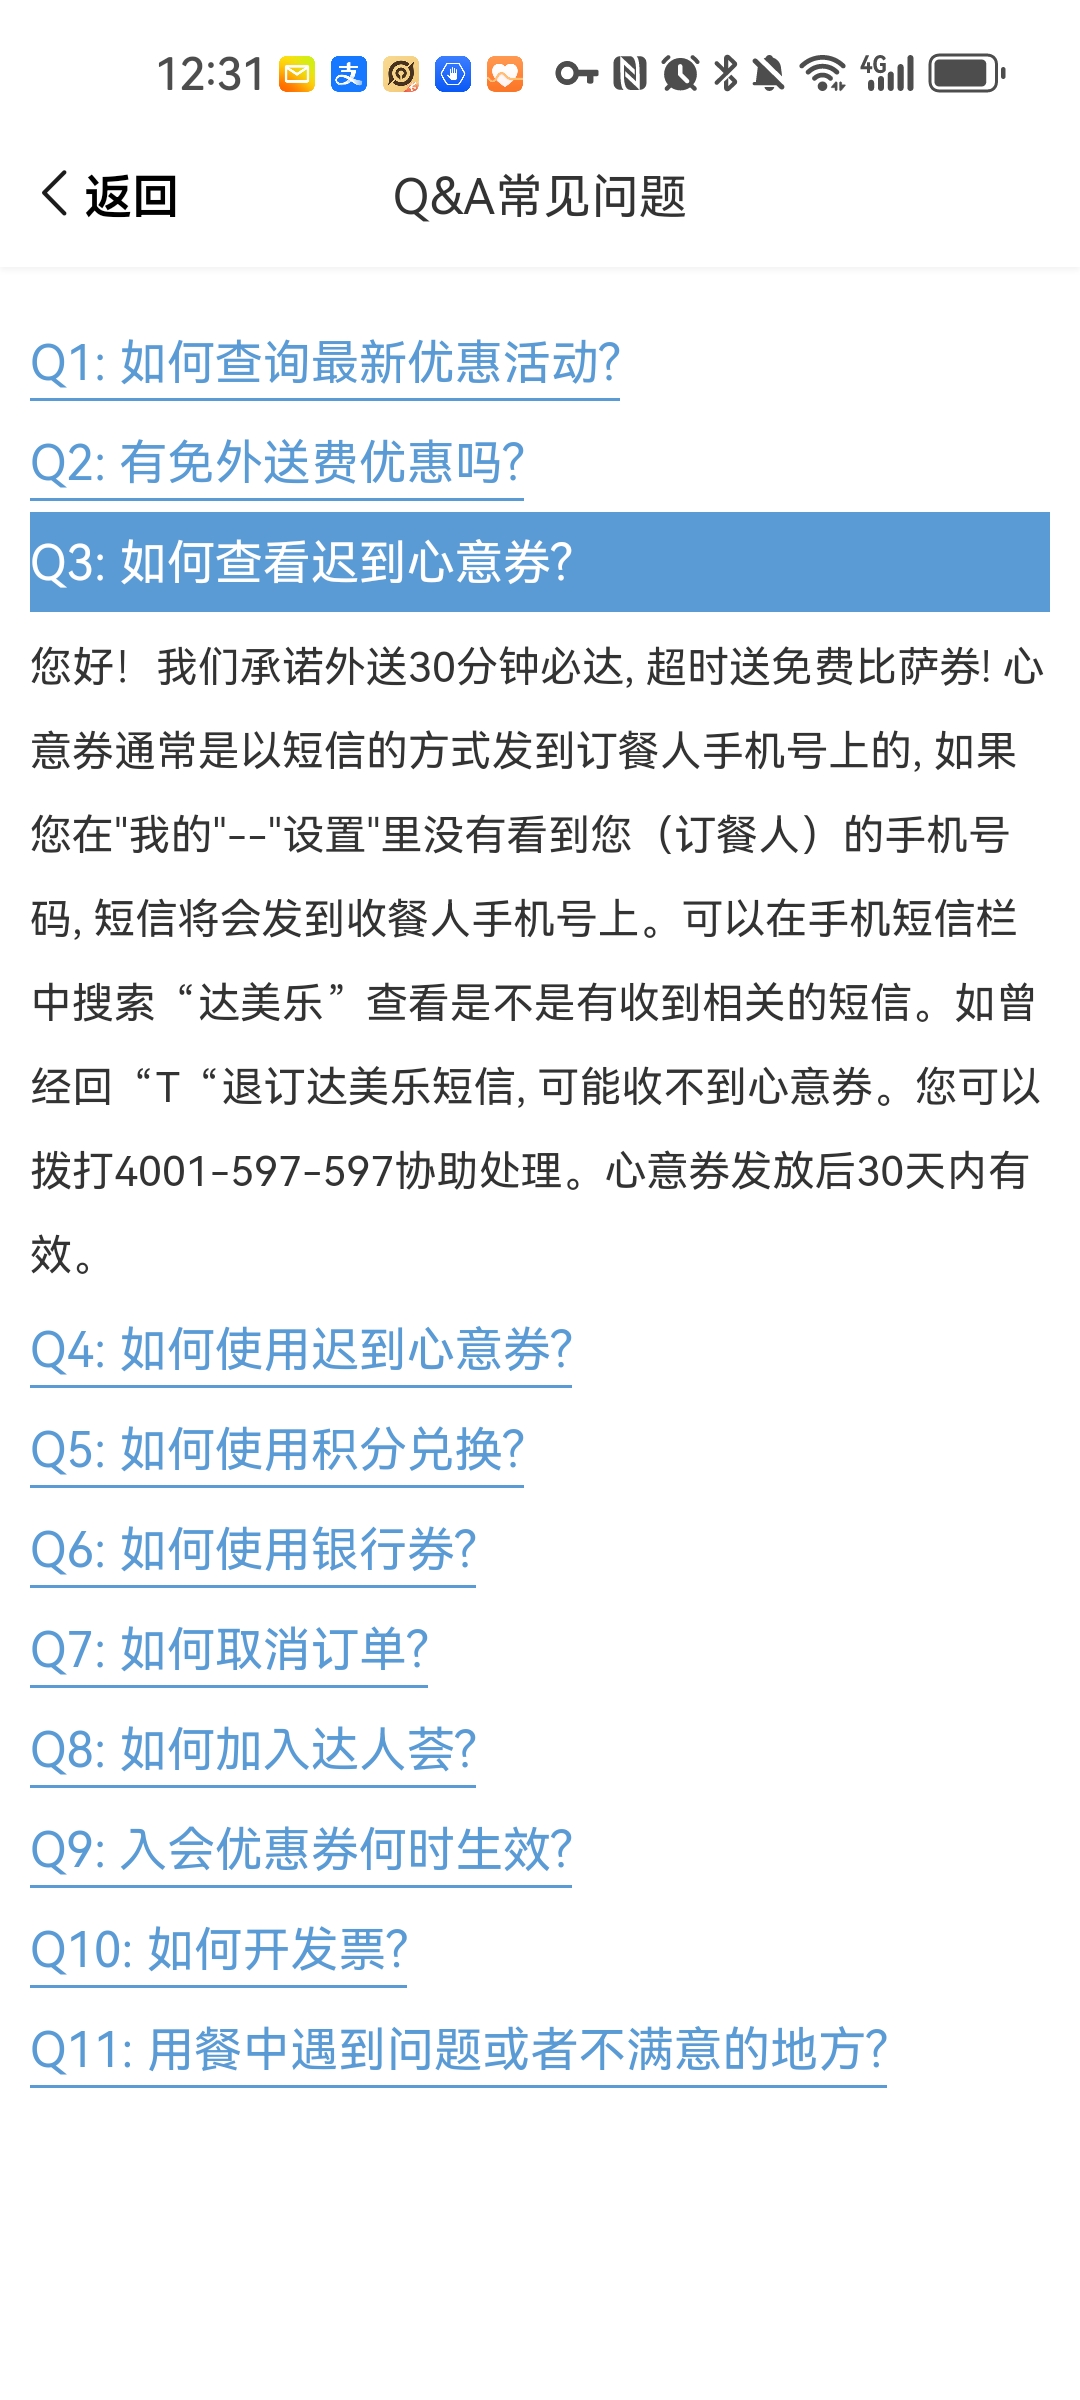 12:31
支
4G
返回
Q&A常见问题
Q1: 如何查询最新优惠活动?
Q2: 有免外送费优惠吗?
Q3: 如何查看迟到心意券?
您好！我们承诺外送30分钟必达, 超时送免费比萨券! 心
意券通常是以短信的方式发到订餐人手机号上的, 如果
您在"我的"--"设置"里没有看到您（订餐人）的手机号
码, 短信将会发到收餐人手机号上。可以在手机短信栏
中搜索“达美乐”查看是不是有收到相关的短信。如曾
经回“T“退订达美乐短信, 可能收不到心意券。您可以
拨打4001-597-597协助处理。心意券发放后30天内有
效。
Q4: 如何使用迟到心意券?
Q5: 如何使用积分兑换?
Q6: 如何使用银行券?
Q7: 如何取消订单?
Q8: 如何加入达人荟?
Q9: 入会优惠券何时生效?
Q10: 如何开发票?
Q11: 用餐中遇到问题或者不满意的地方?